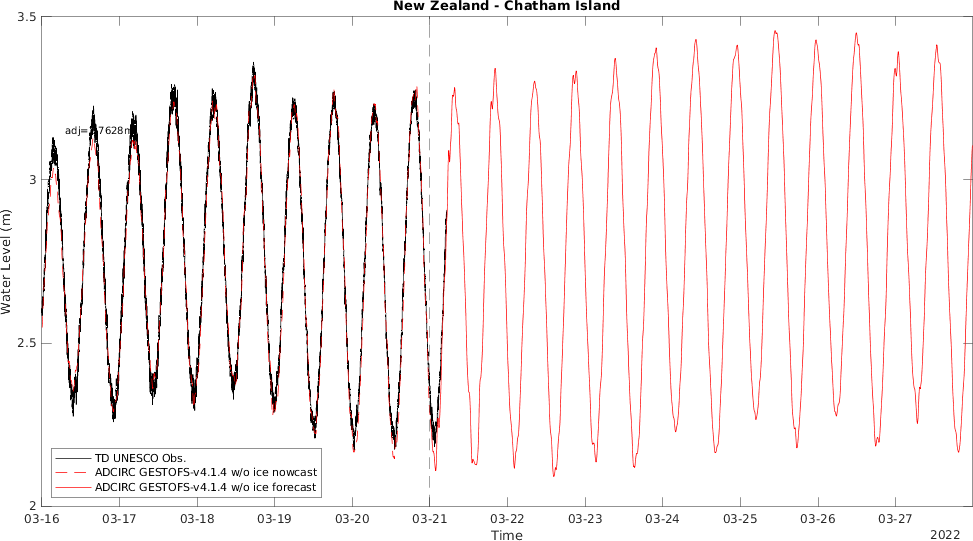 New Zealand - Chatham Island
3.5
3
2.5
2
Water Level (m)
TD UNESCO Obs.
ADCIRC GESTOFS-v4.1.4 w/o ice nowcast
ADCIRC GESTOFS-v4.1.4 w/o ice forecast
03-16 03-17 03-18 03-19 03-20 03-21 03-22 03-23 03-24 03-25 03-26 03-27
Time
2022